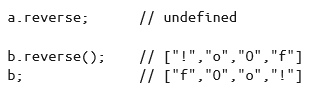 a.reverse;      // undefined

b.reverse();    // ["!","o","O","f"]
b;              // ["f","O","o","!"]